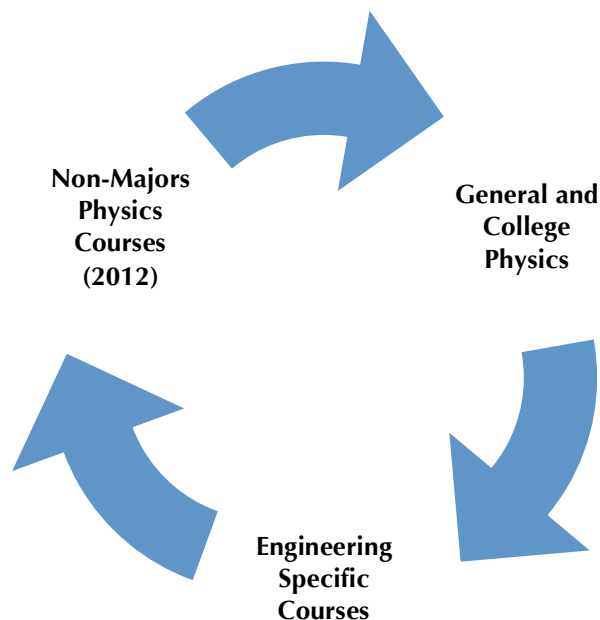 Non-Majors
Physics
Courses
(2012)
General and
College
Physics
Engineering
Specific
Courses